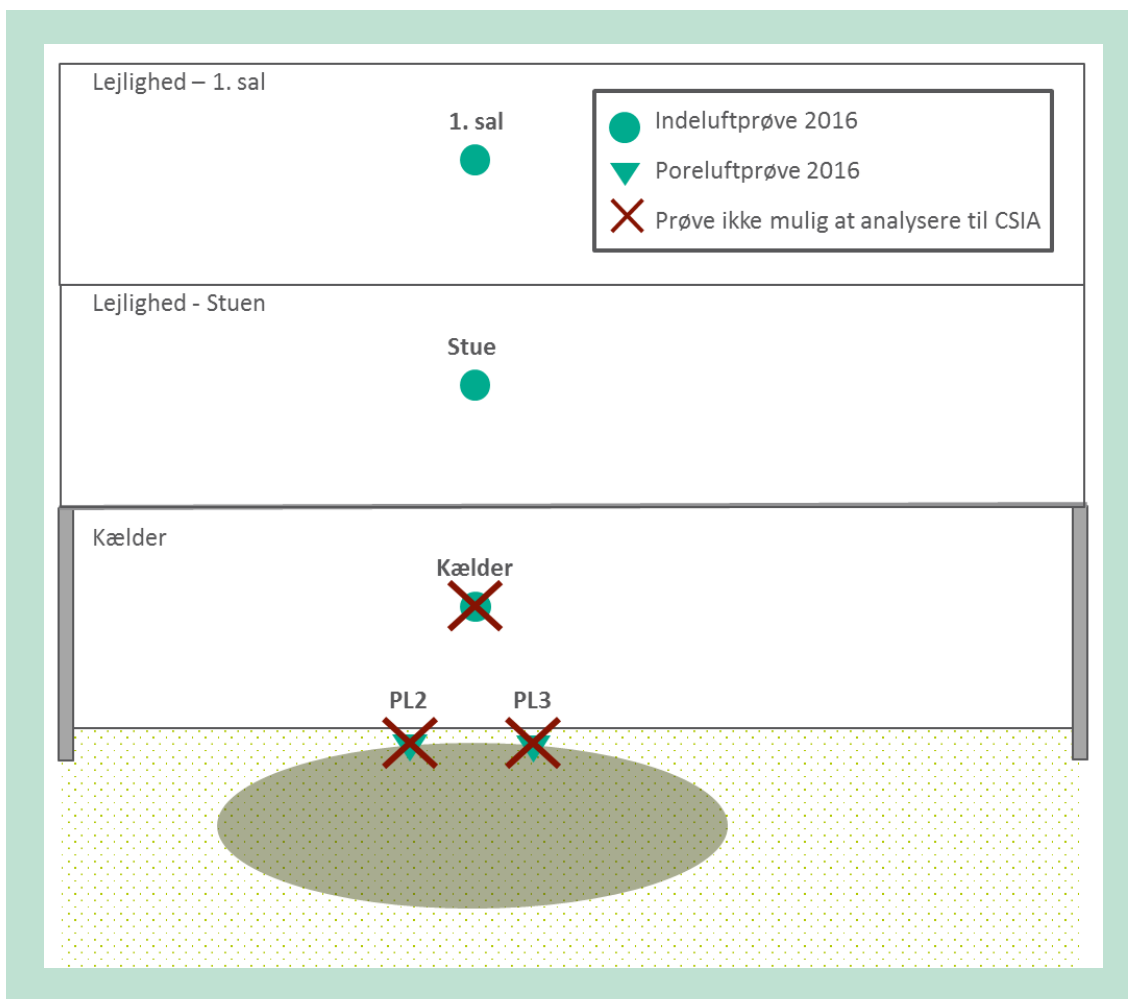 Lejlighed – 1. sal
1. sal
Indeluftprøve 2016
Poreluftprøve 2016
Prøve ikke mulig at analysere til CSIA
Lejlighed - Stuen
Stue
Kælder
Kælder
PL2
PL3